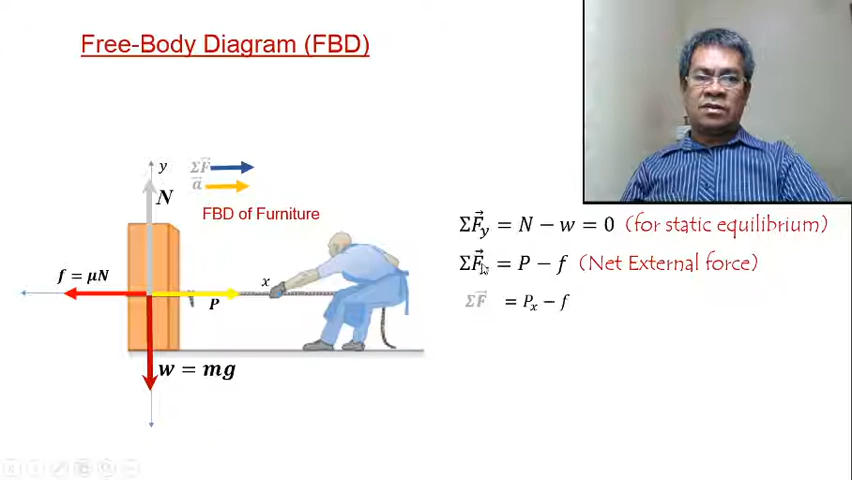 Free-Body Diagram (FBD)
y
ΣF⃗
a⃗
N
FBD of Furniture
f = μN
x
P
w = mg
ΣF⃗y = N − w = 0 (for static equilibrium)
ΣF⃗x = P − f (Net External force)
ΣF⃗ = Px − f